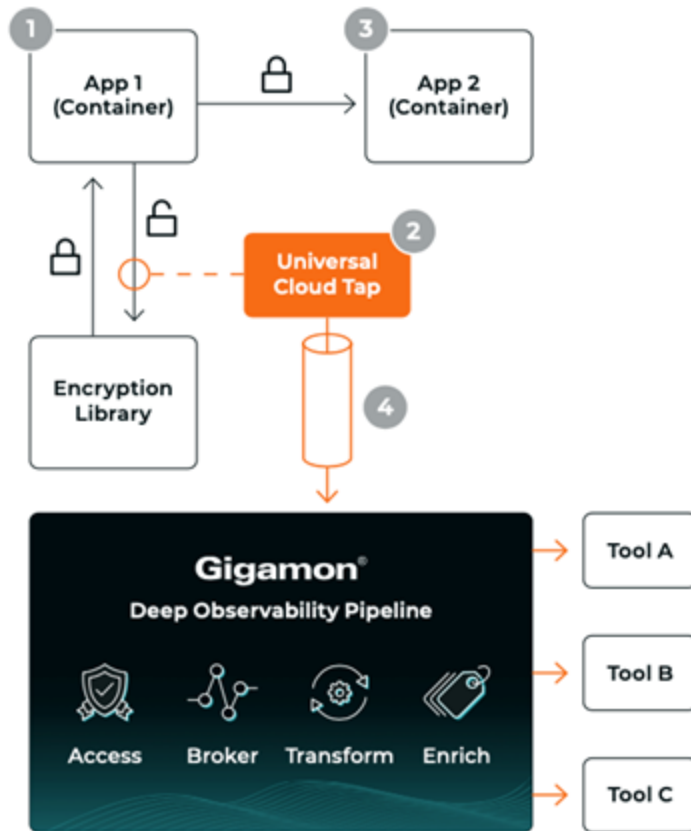 1
App 1
(Container)
3
App 2
(Container)
2
Universal
Cloud Tap
Encryption
Library
4
Gigamon®
Deep Observability Pipeline
Access
Broker
Transform
Enrich
Tool A
Tool B
Tool C